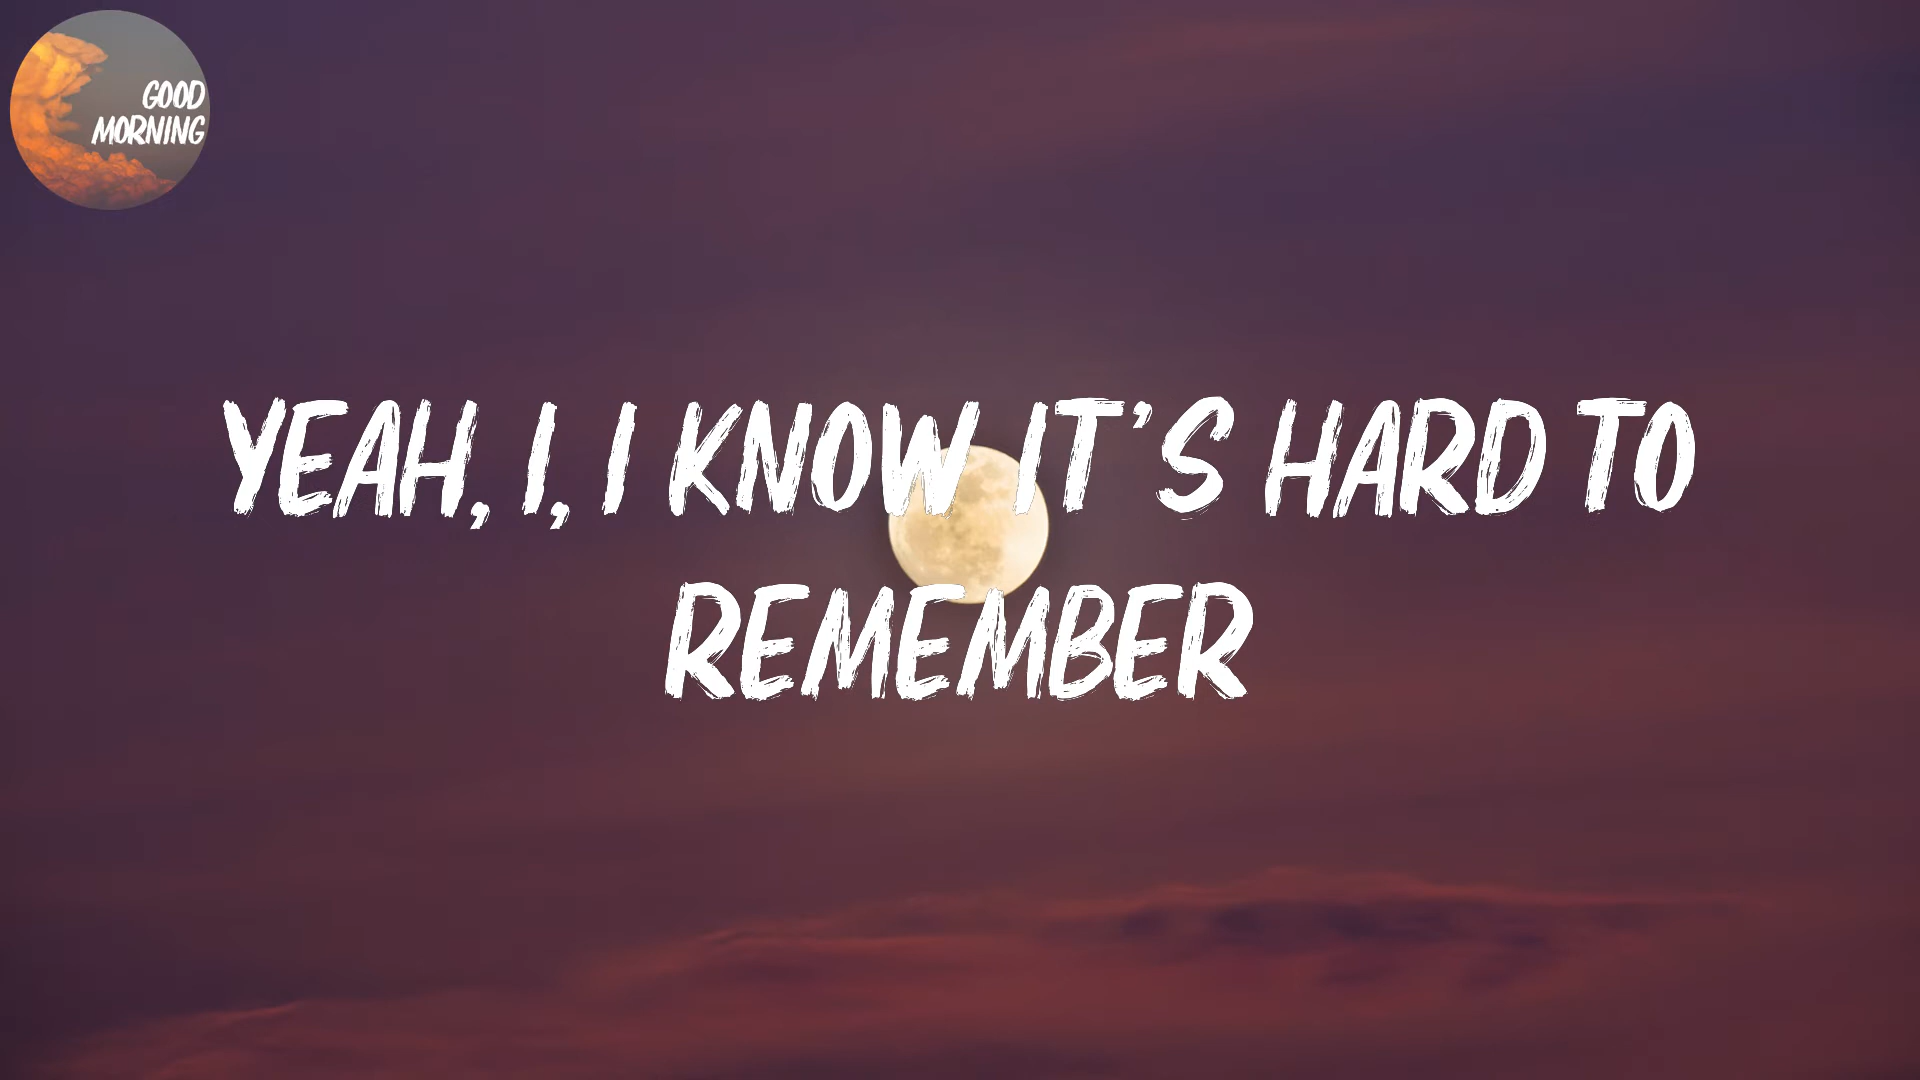 GOOD
MORNING
YEAH, I, I KNOW IT'S HARD TO
REMEMBER